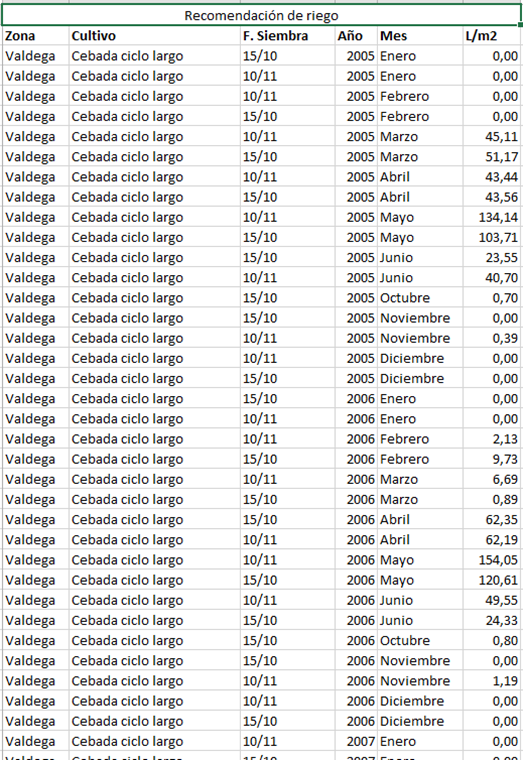 Recomendación de riego
Zona Cultivo F. Siembra Año Mes L/m2
Valdega Cebada ciclo largo 15/10 2005 Enero 0,00
Valdega Cebada ciclo largo 10/11 2005 Enero 0,00
Valdega Cebada ciclo largo 10/11 2005 Febrero 0,00
Valdega Cebada ciclo largo 15/10 2005 Febrero 0,00
Valdega Cebada ciclo largo 10/11 2005 Marzo 45,11
Valdega Cebada ciclo largo 15/10 2005 Marzo 51,17
Valdega Cebada ciclo largo 10/11 2005 Abril 43,44
Valdega Cebada ciclo largo 15/10 2005 Abril 43,56
Valdega Cebada ciclo largo 10/11 2005 Mayo 134,14
Valdega Cebada ciclo largo 15/10 2005 Mayo 103,71
Valdega Cebada ciclo largo 15/10 2005 Junio 23,55
Valdega Cebada ciclo largo 10/11 2005 Junio 40,70
Valdega Cebada ciclo largo 15/10 2005 Octubre 0,70
Valdega Cebada ciclo largo 15/10 2005 Noviembre 0,00
Valdega Cebada ciclo largo 10/11 2005 Noviembre 0,39
Valdega Cebada ciclo largo 10/11 2005 Diciembre 0,00
Valdega Cebada ciclo largo 15/10 2005 Diciembre 0,00
Valdega Cebada ciclo largo 15/10 2006 Enero 0,00
Valdega Cebada ciclo largo 10/11 2006 Enero 0,00
Valdega Cebada ciclo largo 10/11 2006 Febrero 2,13
Valdega Cebada ciclo largo 15/10 2006 Febrero 9,73
Valdega Cebada ciclo largo 10/11 2006 Marzo 6,69
Valdega Cebada ciclo largo 15/10 2006 Marzo 0,89
Valdega Cebada ciclo largo 15/10 2006 Abril 62,35
Valdega Cebada ciclo largo 10/11 2006 Abril 62,19
Valdega Cebada ciclo largo 10/11 2006 Mayo 154,05
Valdega Cebada ciclo largo 15/10 2006 Mayo 120,61
Valdega Cebada ciclo largo 10/11 2006 Junio 49,55
Valdega Cebada ciclo largo 15/10 2006 Junio 24,33
Valdega Cebada ciclo largo 15/10 2006 Octubre 0,80
Valdega Cebada ciclo largo 15/10 2006 Noviembre 0,00
Valdega Cebada ciclo largo 10/11 2006 Noviembre 1,19
Valdega Cebada ciclo largo 10/11 2006 Diciembre 0,00
Valdega Cebada ciclo largo 15/10 2006 Diciembre 0,00
Valdega Cebada ciclo largo 10/11 2007 Enero 0,00